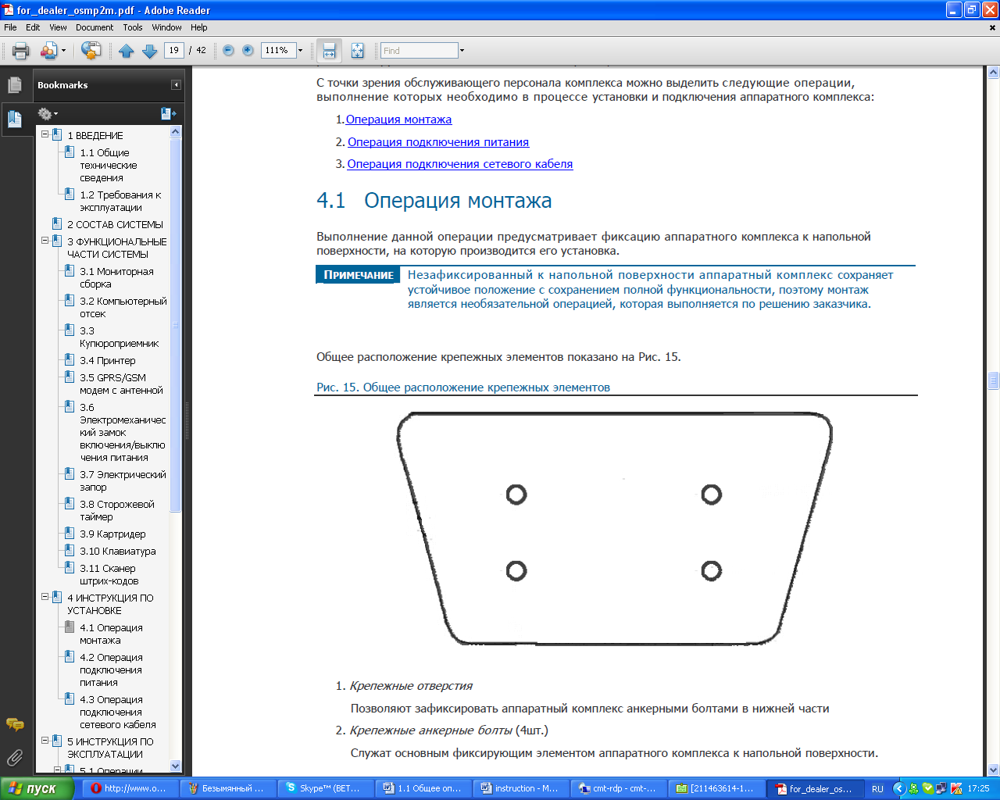 for_dealer_osmp2m.pdf - Adobe Reader
File Edit View Document Tools Window Help
19 / 42 111% Find
Bookmarks
1 ВВЕДЕНИЕ
1.1 Общие
технические
сведения
1.2 Требования к
эксплуатации
2 СОСТАВ СИСТЕМЫ
3 ФУНКЦИОНАЛЬНЫЕ
ЧАСТИ СИСТЕМЫ
3.1 Мониторная
сборка
3.2 Компьютерный
отсек
3.3
Купюроприемник
3.4 Принтер
3.5 GPRS/GSM
модем с антенной
3.6
Электромеханичес
кий замок
включения/выклю
чения питания
3.7 Электрический
запор
3.8 Сторожевой
таймер
3.9 Картридер
3.10 Клавиатура
3.11 Сканер
штрих-кодов
4 ИНСТРУКЦИЯ ПО
УСТАНОВКЕ
4.1 Операция
монтажа
4.2 Операция
подключения
питания
4.3 Операция
подключения
сетевого кабеля
5 ИНСТРУКЦИЯ ПО
ЭКСПЛУАТАЦИИ
5.1 Операции
С точки зрения обслуживающего персонала комплекса можно выделить следующие операции,
выполнение которых необходимо в процессе установки и подключения аппаратного комплекса:
1. Операция монтажа
2. Операция подключения питания
3. Операция подключения сетевого кабеля
4.1 Операция монтажа
Выполнение данной операции предусматривает фиксацию аппаратного комплекса к напольной
поверхности, на которую производится его установка.
ПРИМЕЧАНИЕ Незафиксированный к напольной поверхности аппаратный комплекс сохраняет
устойчивое положение с сохранением полной функциональности, поэтому монтаж
является необязательной операцией, которая выполняется по решению заказчика.
Общее расположение крепежных элементов показано на Рис. 15.
Рис. 15. Общее расположение крепежных элементов
1. Крепежные отверстия
Позволяют зафиксировать аппаратный комплекс анкерными болтами в нижней части
2. Крепежные анкерные болты (4шт.)
Служат основным фиксирующим элементом аппаратного комплекса к напольной поверхности.
пуск http://www.o... Безымянный ... Skype™ (BET... 1.1 Общее оп... instruction - M... cmt-rdp - cmt-... [211463614-1... for_dealer_os... RU 17:25